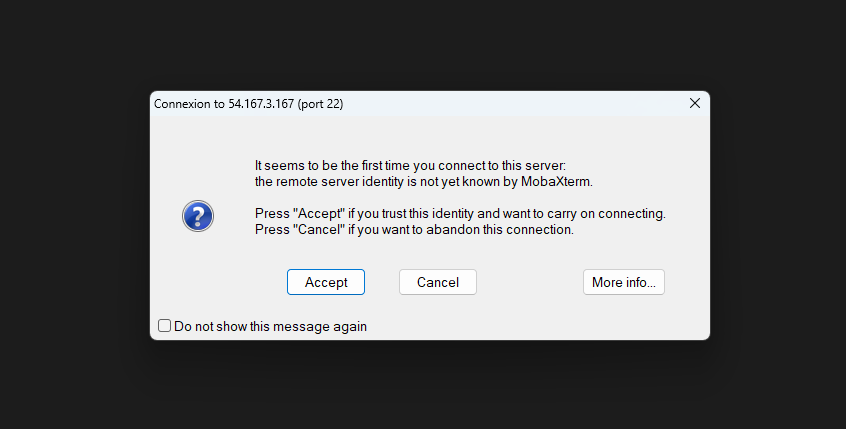 Connexion to 54.167.3.167 (port 22)
It seems to be the first time you connect to this server:
the remote server identity is not yet known by MobaXterm.
Press "Accept" if you trust this identity and want to carry on connecting.
Press "Cancel" if you want to abandon this connection.
Accept
Cancel
More info...
Do not show this message again